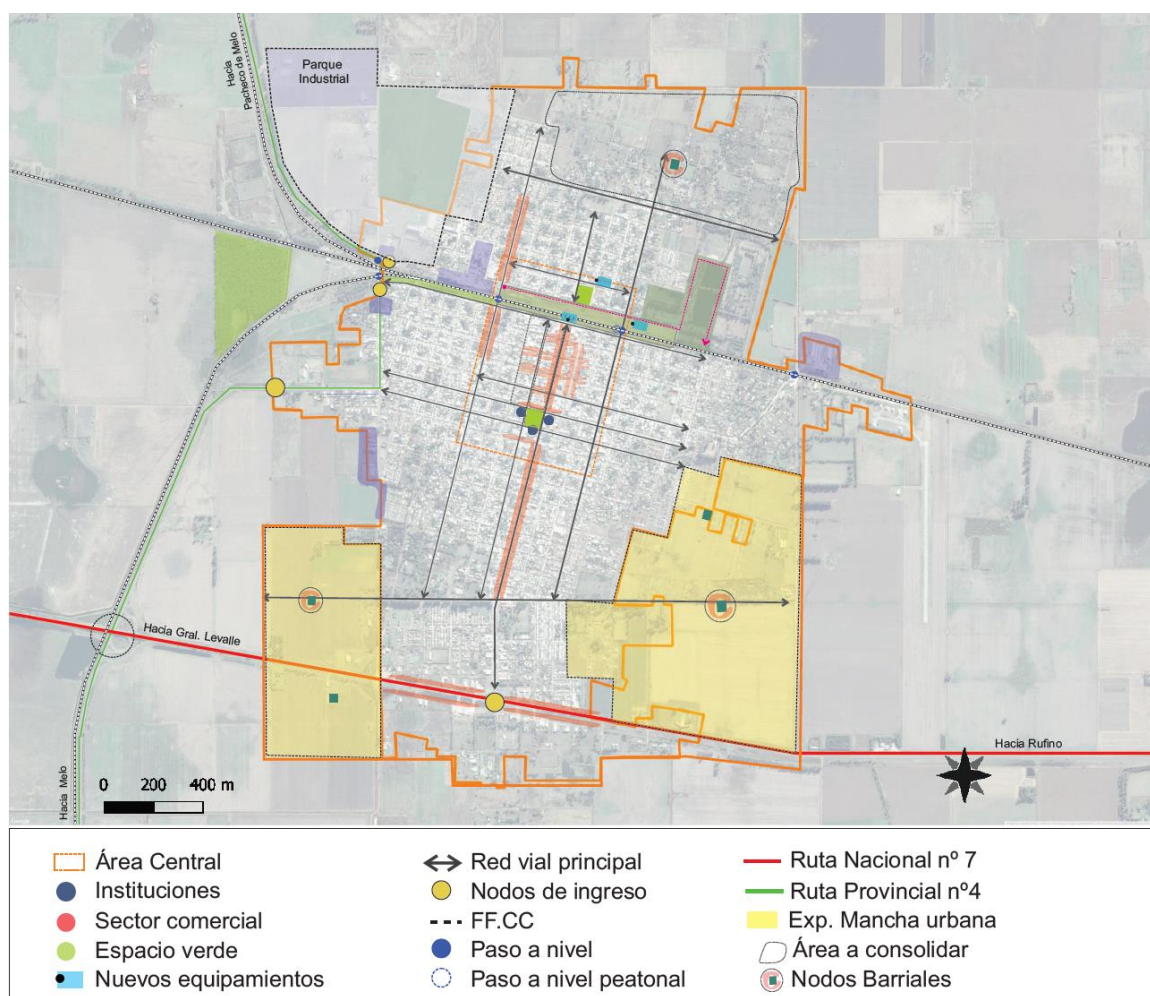 Parque
Industrial
Hacia
Pacheco de Melo
Hacia Gral. Levalle
Hacia Rufino
Hacia Melo
0 200 400 m
Área Central
Instituciones
Sector comercial
Espacio verde
Nuevos equipamientos
Red vial principal
Nodos de ingreso
FF.CC
Paso a nivel
Paso a nivel peatonal
Ruta Nacional nº 7
Ruta Provincial nº4
Exp. Mancha urbana
Área a consolidar
Nodos Barriales